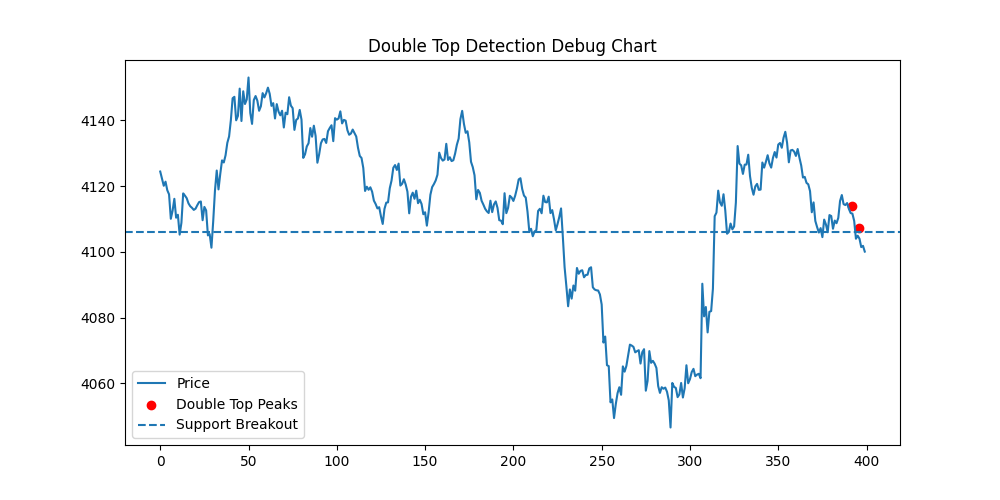 Double Top Detection Debug Chart
4140
4120
4100
4080
4060
Price
Double Top Peaks
Support Breakout
0 50 100 150 200 250 300 350 400